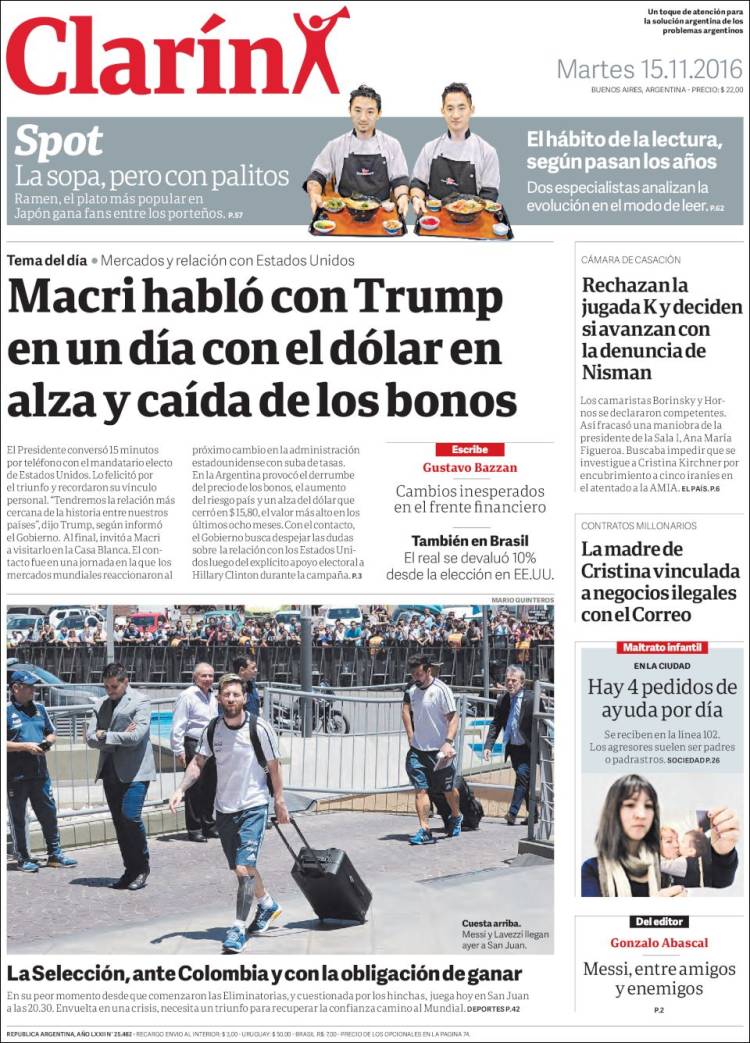 Clarín
Un toque de atención para
la solución argentina de los
problemas argentinos
Martes 15.11.2016
BUENOS AIRES, ARGENTINA - PRECIO: $ 22,00
Spot
La sopa, pero con palitos
Ramen, el plato más popular en
Japón gana fans entre los porteños. P.57
El hábito de la lectura,
según pasan los años
Dos especialistas analizan la
evolución en el modo de leer. P.62
Tema del día • Mercados y relación con Estados Unidos
Macri habló con Trump
en un día con el dólar en
alza y caída de los bonos
El Presidente conversó 15 minutos
por teléfono con el mandatario electo
de Estados Unidos. Lo felicitó por
el triunfo y recordaron su vínculo
personal. "Tendremos la relación más
cercana de la historia entre nuestros
países", dijo Trump, según informó
el Gobierno. Al final, invitó a Macri
a visitarlo en la Casa Blanca. El con-
tacto fue en una jornada en la que los
mercados mundiales reaccionaron al
próximo cambio en la administración
estadounidense con suba de tasas.
En la Argentina provocó el derrumbe
del precio de los bonos, el aumento
del riesgo país y un alza del dólar que
cerró en $ 15,80, el valor más alto en los
últimos ocho meses. Con el contacto,
el Gobierno busca despejar las dudas
sobre la relación con los Estados Uni-
dos luego del explícito apoyo electoral a
Hillary Clinton durante la campaña. P.3
Escribe
Gustavo Bazzan
Cambios inesperados
en el frente financiero
También en Brasil
El real se devaluó 10%
desde la elección en EE.UU.
CÁMARA DE CASACIÓN
Rechazan la
jugada K y deciden
si avanzan con
la denuncia de
Nisman
Los camaristas Borinsky y Hor-
nos se declararon competentes.
Así fracasó una maniobra de la
presidente de la Sala I, Ana María
Figueroa. Buscaba impedir que se
investigue a Cristina Kirchner por
encubrimiento a cinco iraníes en
el atentado a la AMIA. EL PAÍS. P.6
CONTRATOS MILLONARIOS
La madre de
Cristina vinculada
a negocios ilegales
con el Correo
MARIO QUINTEROS
Cuesta arriba.
Messi y Lavezzi llegan
ayer a San Juan.
La Selección, ante Colombia y con la obligación de ganar
En su peor momento desde que comenzaron las Eliminatorias, y cuestionada por los hinchas, juega hoy en San Juan
a las 20.30. Envuelta en una crisis, necesita un triunfo para recuperar la confianza camino al Mundial. DEPORTES P.42
Maltrato infantil
EN LA CIUDAD
Hay 4 pedidos de
ayuda por día
Se reciben en la línea 102.
Los agresores suelen ser padres
o padrastros. SOCIEDAD P.26
Del editor
Gonzalo Abascal
Messi, entre amigos
y enemigos
P.2
REPUBLICA ARGENTINA, AÑO LXXII Nº 25.482 - RECARGO ENVIO AL INTERIOR: $ 3,00 - URUGUAY: $ 50.00 - BRASIL R$. 7,00 - PRECIO DE LOS OPCIONALES EN LA PAGINA 74.